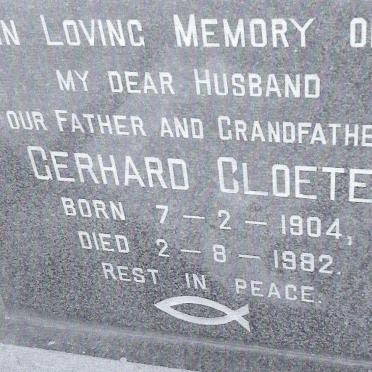 IN LOVING MEMORY OF
MY DEAR HUSBAND
OUR FATHER AND GRANDFATHE
GERHARD CLOETE
BORN 7-2-1904,
DIED 2-8-1982.
REST IN PEACE.